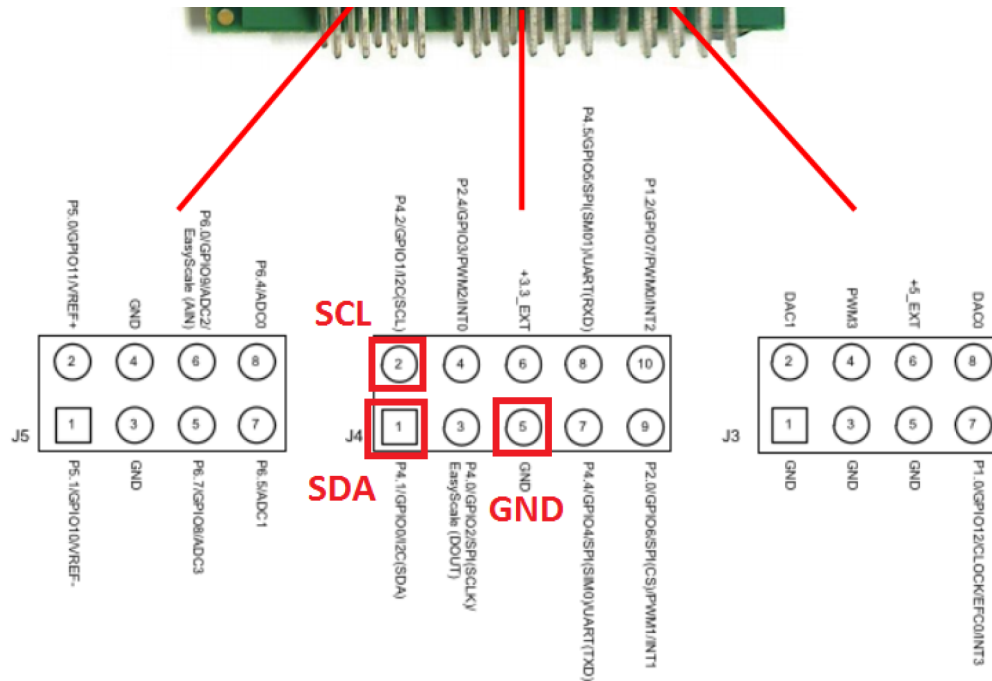 P5.0/GPIO11/VREF+
GND
P6.0/GPIO9/ADC2/
EasyScale (AIN)
P6.4/ADC0
2
4
6
8
J5
1
3
5
7
P5.1/GPIO10/VREF-
GND
P6.7/GPIO8/ADC3
P6.5/ADC1
P4.2/GPIO1/I2C(SCL)
P2.4/GPIO3/PWM2/INT0
+3.3_EXT
P4.5/GPIO5/SPI(SM01)/UART(RXD)
P1.2/GPIO7/PWM0/INT2
SCL
2
4
6
8
10
J4
1
3
5
7
9
SDA
GND
P4.1/GPIO0/I2C(SDA)
P4.0/GPIO2/SPI(SCLK)/
EasyScale (DOUT)
GND
P4.4/GPIO4/SPI(SIM0)/UART(TXD)
P2.0/GPIO6/SPI(CS)/PWM1/INT1
DAC1
PWM3
+5_EXT
DAC0
2
4
6
8
J3
1
3
5
7
GND
GND
GND
P1.0/GPIO12/CLOCK/EFC0/INT3